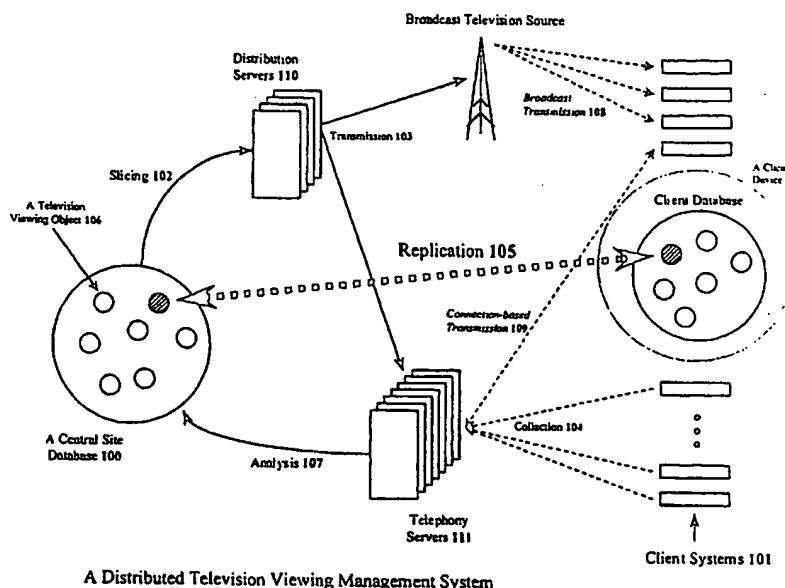 Broadcast Television Source
Distribution
Servers 110
Broadcast
Transmission 108
Transmission 103
Slicing 102
A Television
Viewing Object 106
A Client
Device
Client Database
Replication 105
Connection-based
Transmission 109
A Central Site
Database 100
Analysis 107
Collection 104
Telephony
Servers 111
Client Systems 101
A Distributed Television Viewing Management System